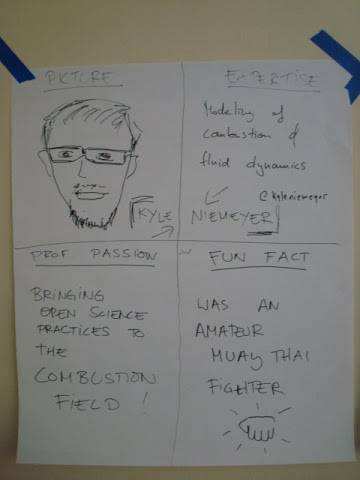 PICTURE
KYLE
EXPERTISE
Modeling of
combustion &
fluid dynamics
@kyleniemeyer
NIEMEYER
PROF PASSION
BRINGING
OPEN SCIENCE
PRACTICES TO
THE
COMBUSTION
FIELD !
FUN FACT
WAS AN
AMATEUR
MUAY THAI
FIGHTER